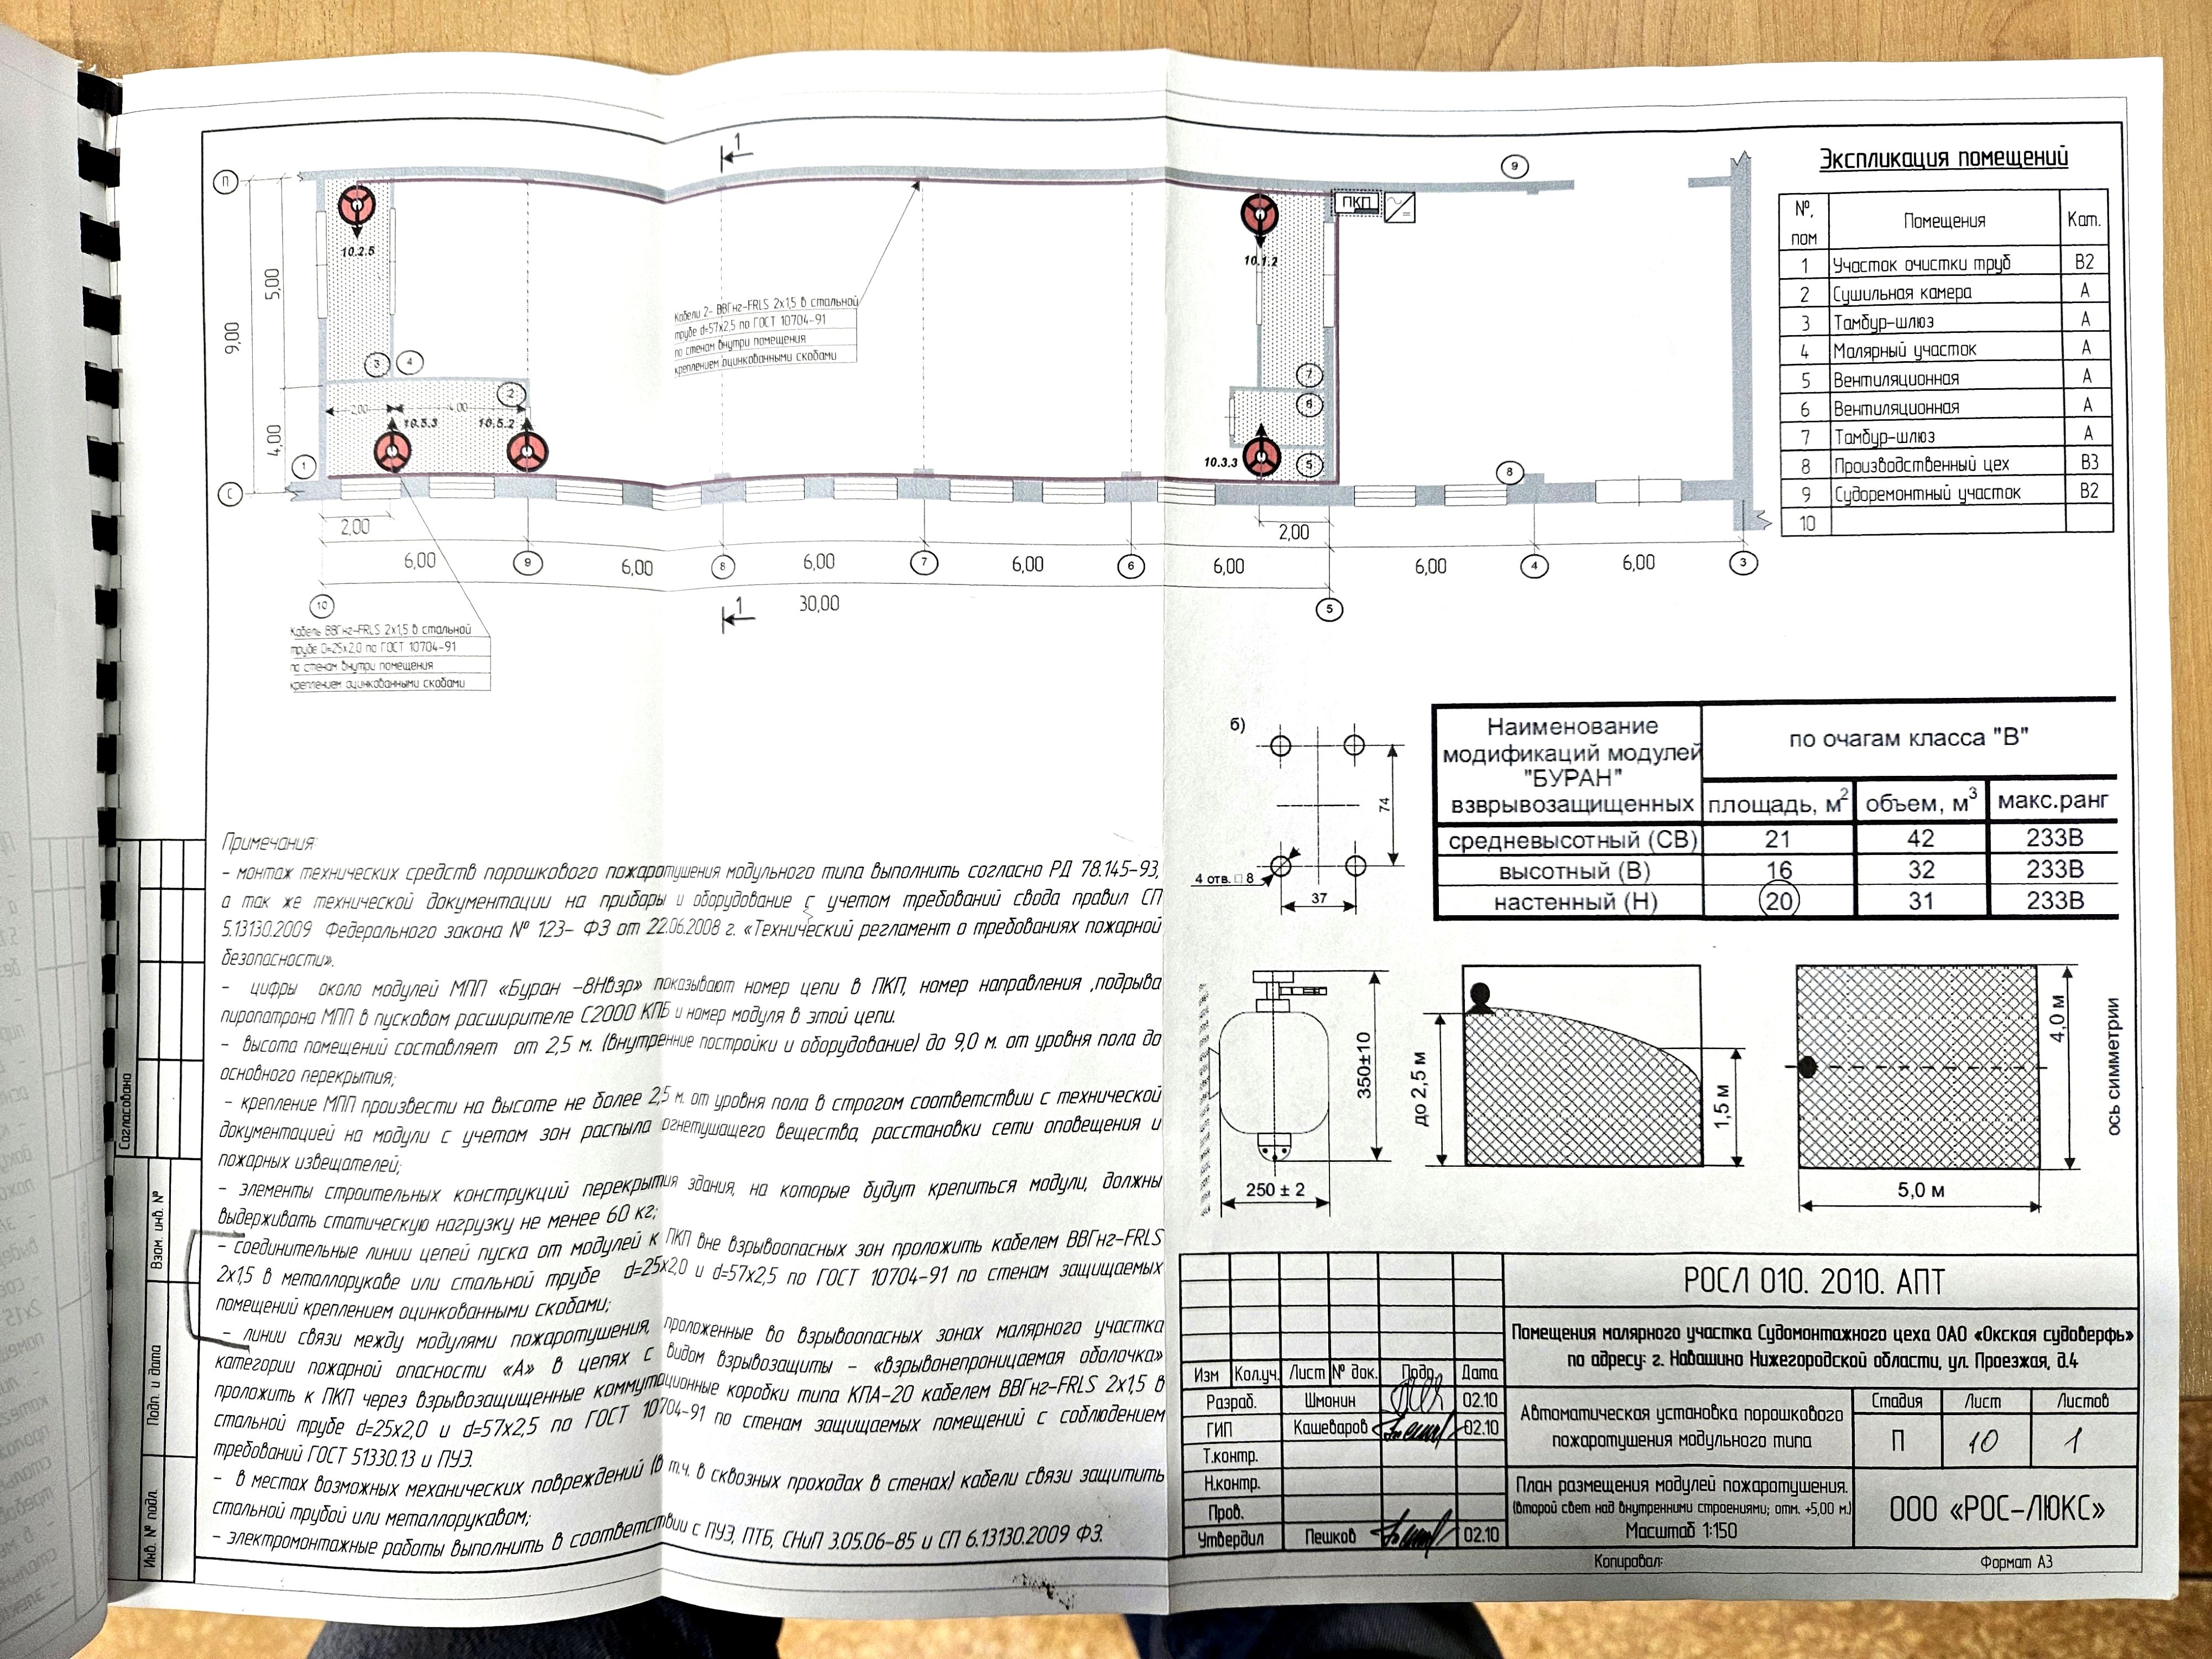 1
П
9
ПКП
10.2.5
10.1.2
5,00
9,00
4,00
Кабели 2- ВВГнг-FRLS 2х1,5 в стальной
трубе d=57х2,5 по ГОСТ 10704-91
по стенам внутри помещения
креплением оцинкованными скобами
3
4
2
7
6
5
2,00
4.00
10.5.3
10.5.2
10.3.3
1
8
С
2,00
2,00
6,00
9
6,00
8
6,00
7
6,00
6
6,00
6,00
4
6,00
3
10
30,00
5
1
Кабель ВВГнг-FRLS 2х1,5 в стальной
трубе D=25х2,0 по ГОСТ 10704-91
по стенам внутри помещения
креплением оцинкованными скобами
Экспликация помещений
№, пом
Помещения
Кат.
1 Участок очистки труб В2
2 Сушильная камера А
3 Тамбур-шлюз А
4 Малярный участок А
5 Вентиляционная А
6 Вентиляционная А
7 Тамбур-шлюз А
8 Производственный цех В3
9 Судоремонтный участок В2
10
б)
74
4 отв. □ 8
37
Наименование
модификаций модулей
"БУРАН"
взврывозащищенных
по очагам класса "В"
площадь, м2 объем, м3 макс.ранг
средневысотный (СВ) 21 42 233В
высотный (В) 16 32 233В
настенный (Н) 20 31 233В
350±10
250 ± 2
до 2,5 м
1,5 м
4,0 м
5,0 м
ось симметрии
Примечания:
- монтаж технических средств порошкового пожаротушения модульного типа выполнить согласно РД 78.145-93,
а так же технической документации на приборы и оборудование с учетом требований свода правил СП
5.13130.2009 Федерального закона № 123- ФЗ от 22.06.2008 г. «Технический регламент о требованиях пожарной
безопасности».
- цифры около модулей МПП «Буран -8Нвзр» показывают номер цепи в ПКП, номер направления ,подрыва
пиропатрона МПП в пусковом расширителе С2000 КПБ и номер модуля в этой цепи.
- высота помещений составляет от 2,5 м. (внутренние постройки и оборудование) до 9,0 м. от уровня пола до
основного перекрытия;
- крепление МПП произвести на высоте не более 2,5 м. от уровня пола в строгом соответствии с технической
документацией на модули с учетом зон распыла огнетушащего вещества, расстановки сети оповещения и
пожарных извещателей;
- элементы строительных конструкций перекрытия здания, на которые будут крепиться модули, должны
выдерживать статическую нагрузку не менее 60 кг;
- соединительные линии цепей пуска от модулей к ПКП вне взрывоопасных зон проложить кабелем ВВГнг-FRLS
2х1,5 в металлорукаве или стальной трубе d=25х2,0 и d=57х2,5 по ГОСТ 10704-91 по стенам защищаемых
помещений креплением оцинкованными скобами;
- линии связи между модулями пожаротушения, проложенные во взрывоопасных зонах малярного участка
категории пожарной опасности «А» в цепях с видом взрывозащиты - «взрывонепроницаемая оболочка»
проложить к ПКП через взрывозащищенные коммутационные коробки типа КПА-20 кабелем ВВГнг-FRLS 2х1,5 в
стальной трубе d=25х2,0 и d=57х2,5 по ГОСТ 10704-91 по стенам защищаемых помещений с соблюдением
требований ГОСТ 51330.13 и ПУЭ.
- в местах возможных механических повреждений (в т.ч. в сквозных проходах в стенах) кабели связи защитить
стальной трубой или металлорукавом;
- электромонтажные работы выполнить в соответствии с ПУЭ, ПТБ, СНиП 3.05.06-85 и СП 6.13130.2009 ФЗ.
Согласовано
Взам. инв. №
Подп. и дата
Инв. № подл.
РОСЛ 010. 2010. АПТ
Помещения малярного участка Судомонтажного цеха ОАО «Окская судоверфь»
по адресу: г. Навашино Нижегородской области, ул. Проезжая, д.4
Изм Кол.уч. Лист № док. Подр. Дата
Разраб. Шмонин 02.10
ГИП Кашеваров 02.10
Т.контр.
Н.контр.
Пров.
Утвердил Пешков 02.10
Автоматическая установка порошкового
пожаротушения модульного типа
Стадия Лист Листов
П 10 1
План размещения модулей пожаротушения.
(второй свет над внутренними строениями; отм. +5,00 м.)
Масштаб 1:150
ООО «РОС-ЛЮКС»
Копировал:
Формат А3